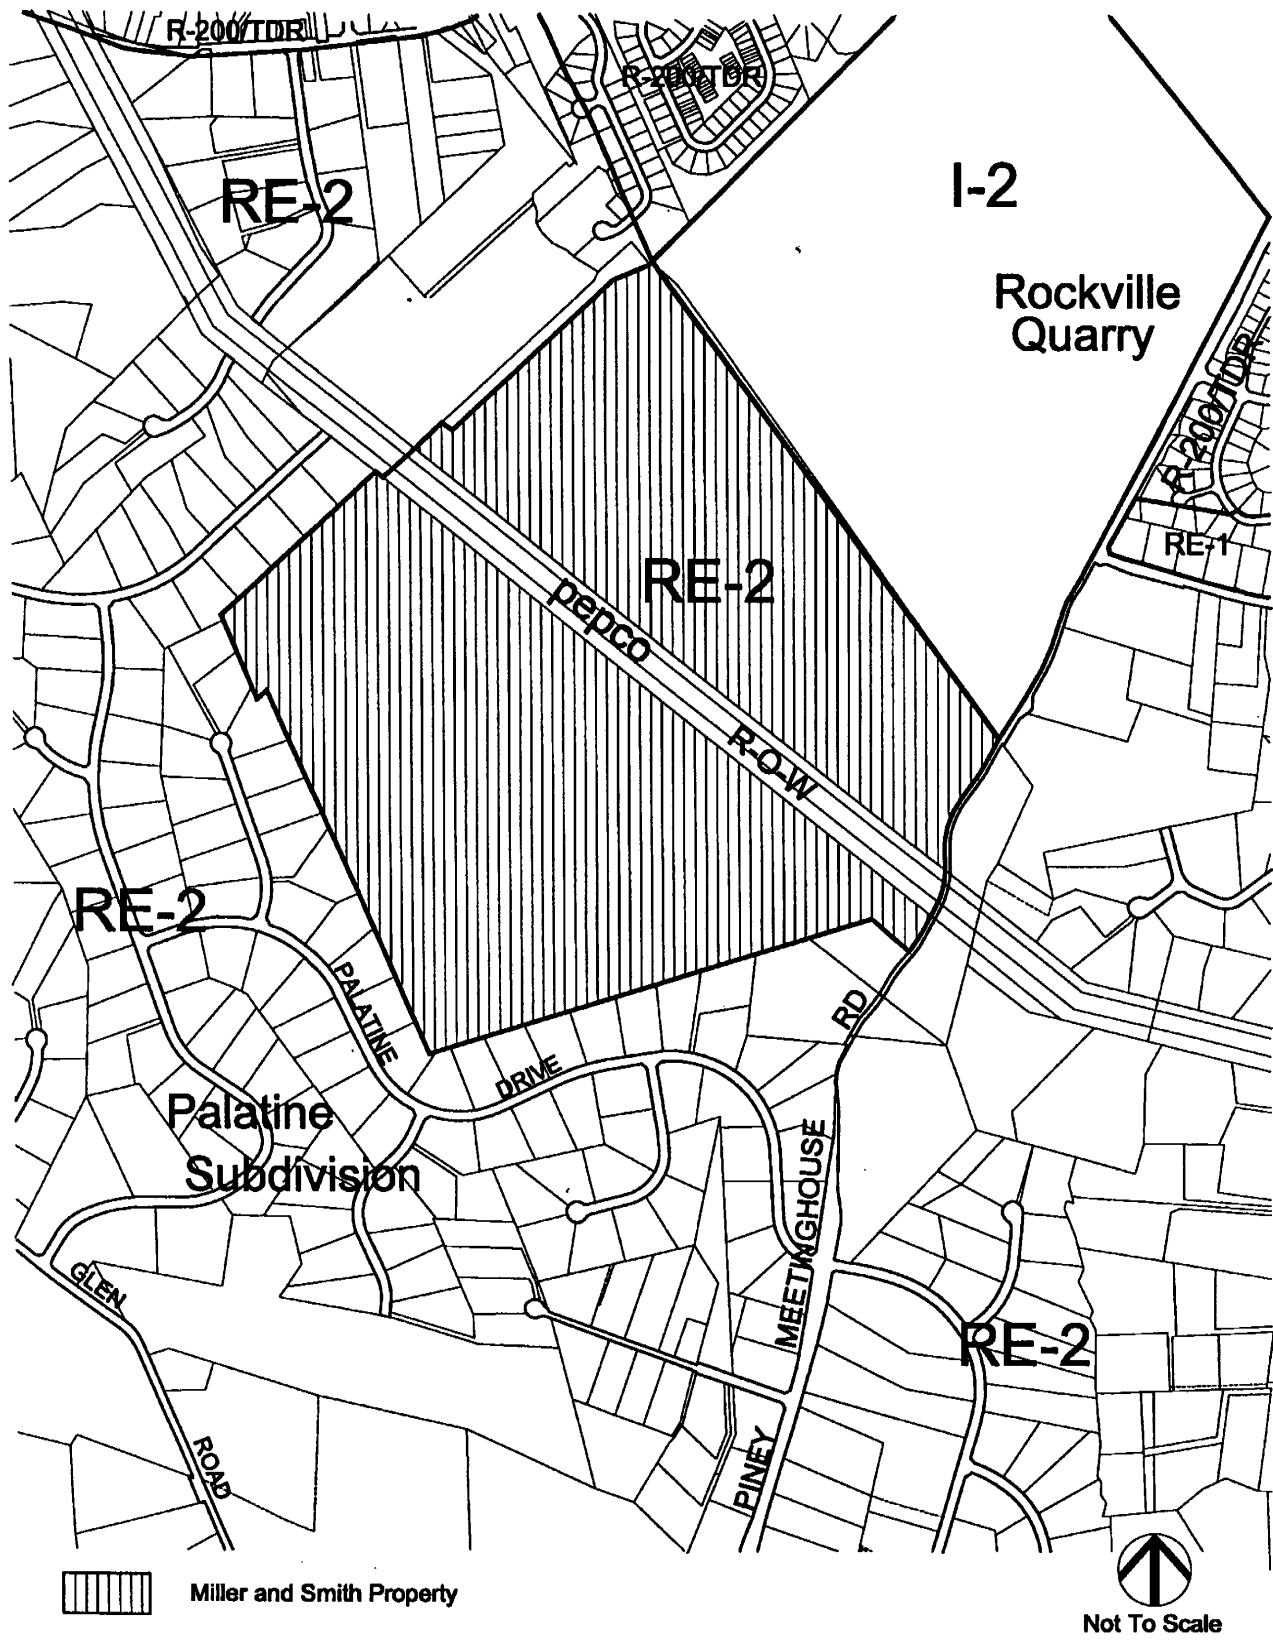 R-200/TDR
R-200/TDR
I-2
RE-2
Rockville
Quarry
R-200/TDR
RE-1
RE-2
pepco
R-O-W
RE-2
PALATINE
RD
DRIVE
Palatine
Subdivision
MEETINGHOUSE
GLEN
RE-2
ROAD
PINEY
Miller and Smith Property
Not To Scale